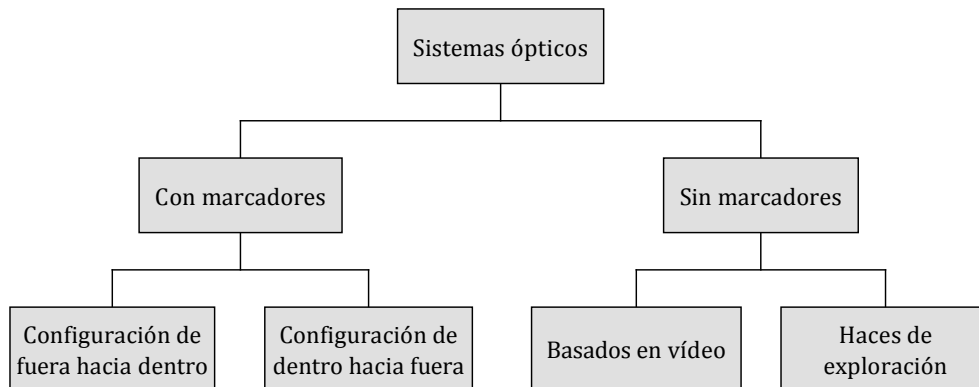 Sistemas ópticos
Con marcadores
Sin marcadores
Configuración de
fuera hacia dentro
Configuración de
dentro hacia fuera
Basados en vídeo
Haces de
exploración